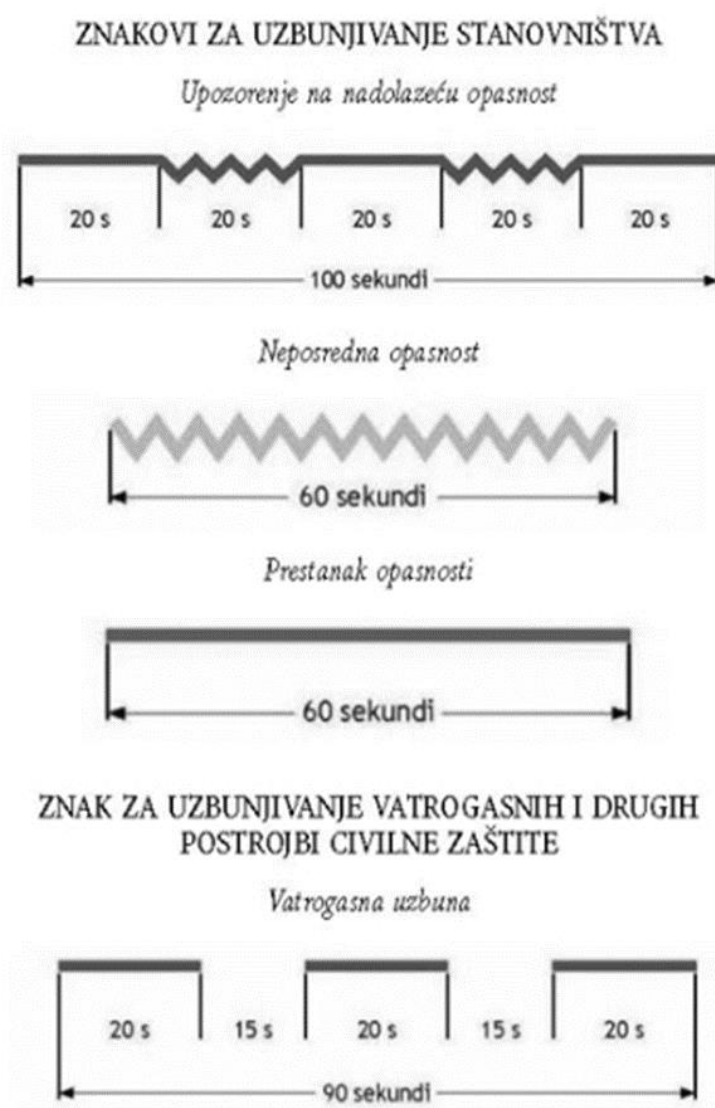 ZNAKOVI ZA UZBUNJIVANJE STANOVNIŠTVA
Upozorenje na nadolazeću opasnost
20 s 20 s 20 s 20 s 20 s
100 sekundi
Neposredna opasnost
60 sekundi
Prestanak opasnosti
60 sekundi
ZNAK ZA UZBUNJIVANJE VATROGASNIH I DRUGIH
POSTROJBI CIVILNE ZAŠTITE
Vatrogasna uzbuna
20 s 15 s 20 s 15 s 20 s
90 sekundi